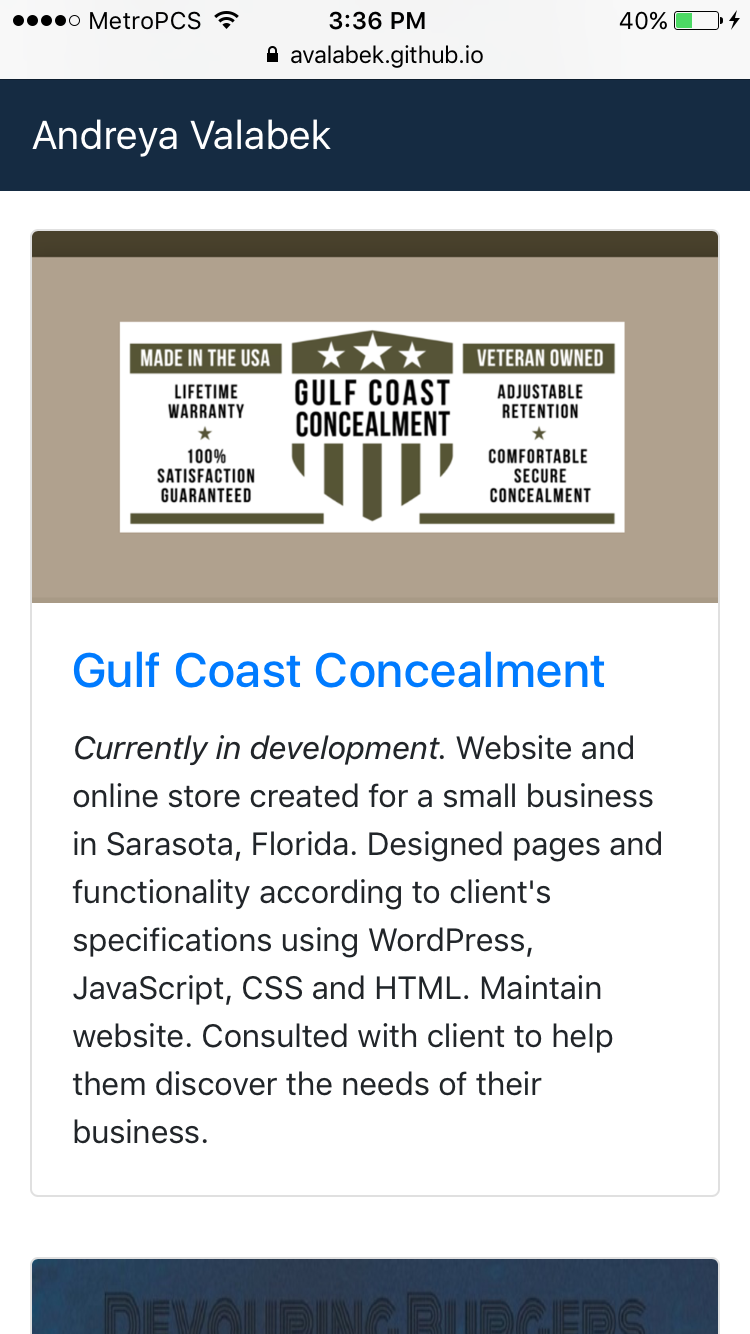 MetroPCS 3:36 PM 40%
avalabek.github.io
Andreya Valabek
MADE IN THE USA
LIFETIME
WARRANTY
100%
SATISFACTION
GUARANTEED
GULF COAST
CONCEALMENT
VETERAN OWNED
ADJUSTABLE
RETENTION
COMFORTABLE
SECURE
CONCEALMENT
Gulf Coast Concealment
Currently in development. Website and
online store created for a small business
in Sarasota, Florida. Designed pages and
functionality according to client's
specifications using WordPress,
JavaScript, CSS and HTML. Maintain
website. Consulted with client to help
them discover the needs of their
business.
DEVOURING BURGERS